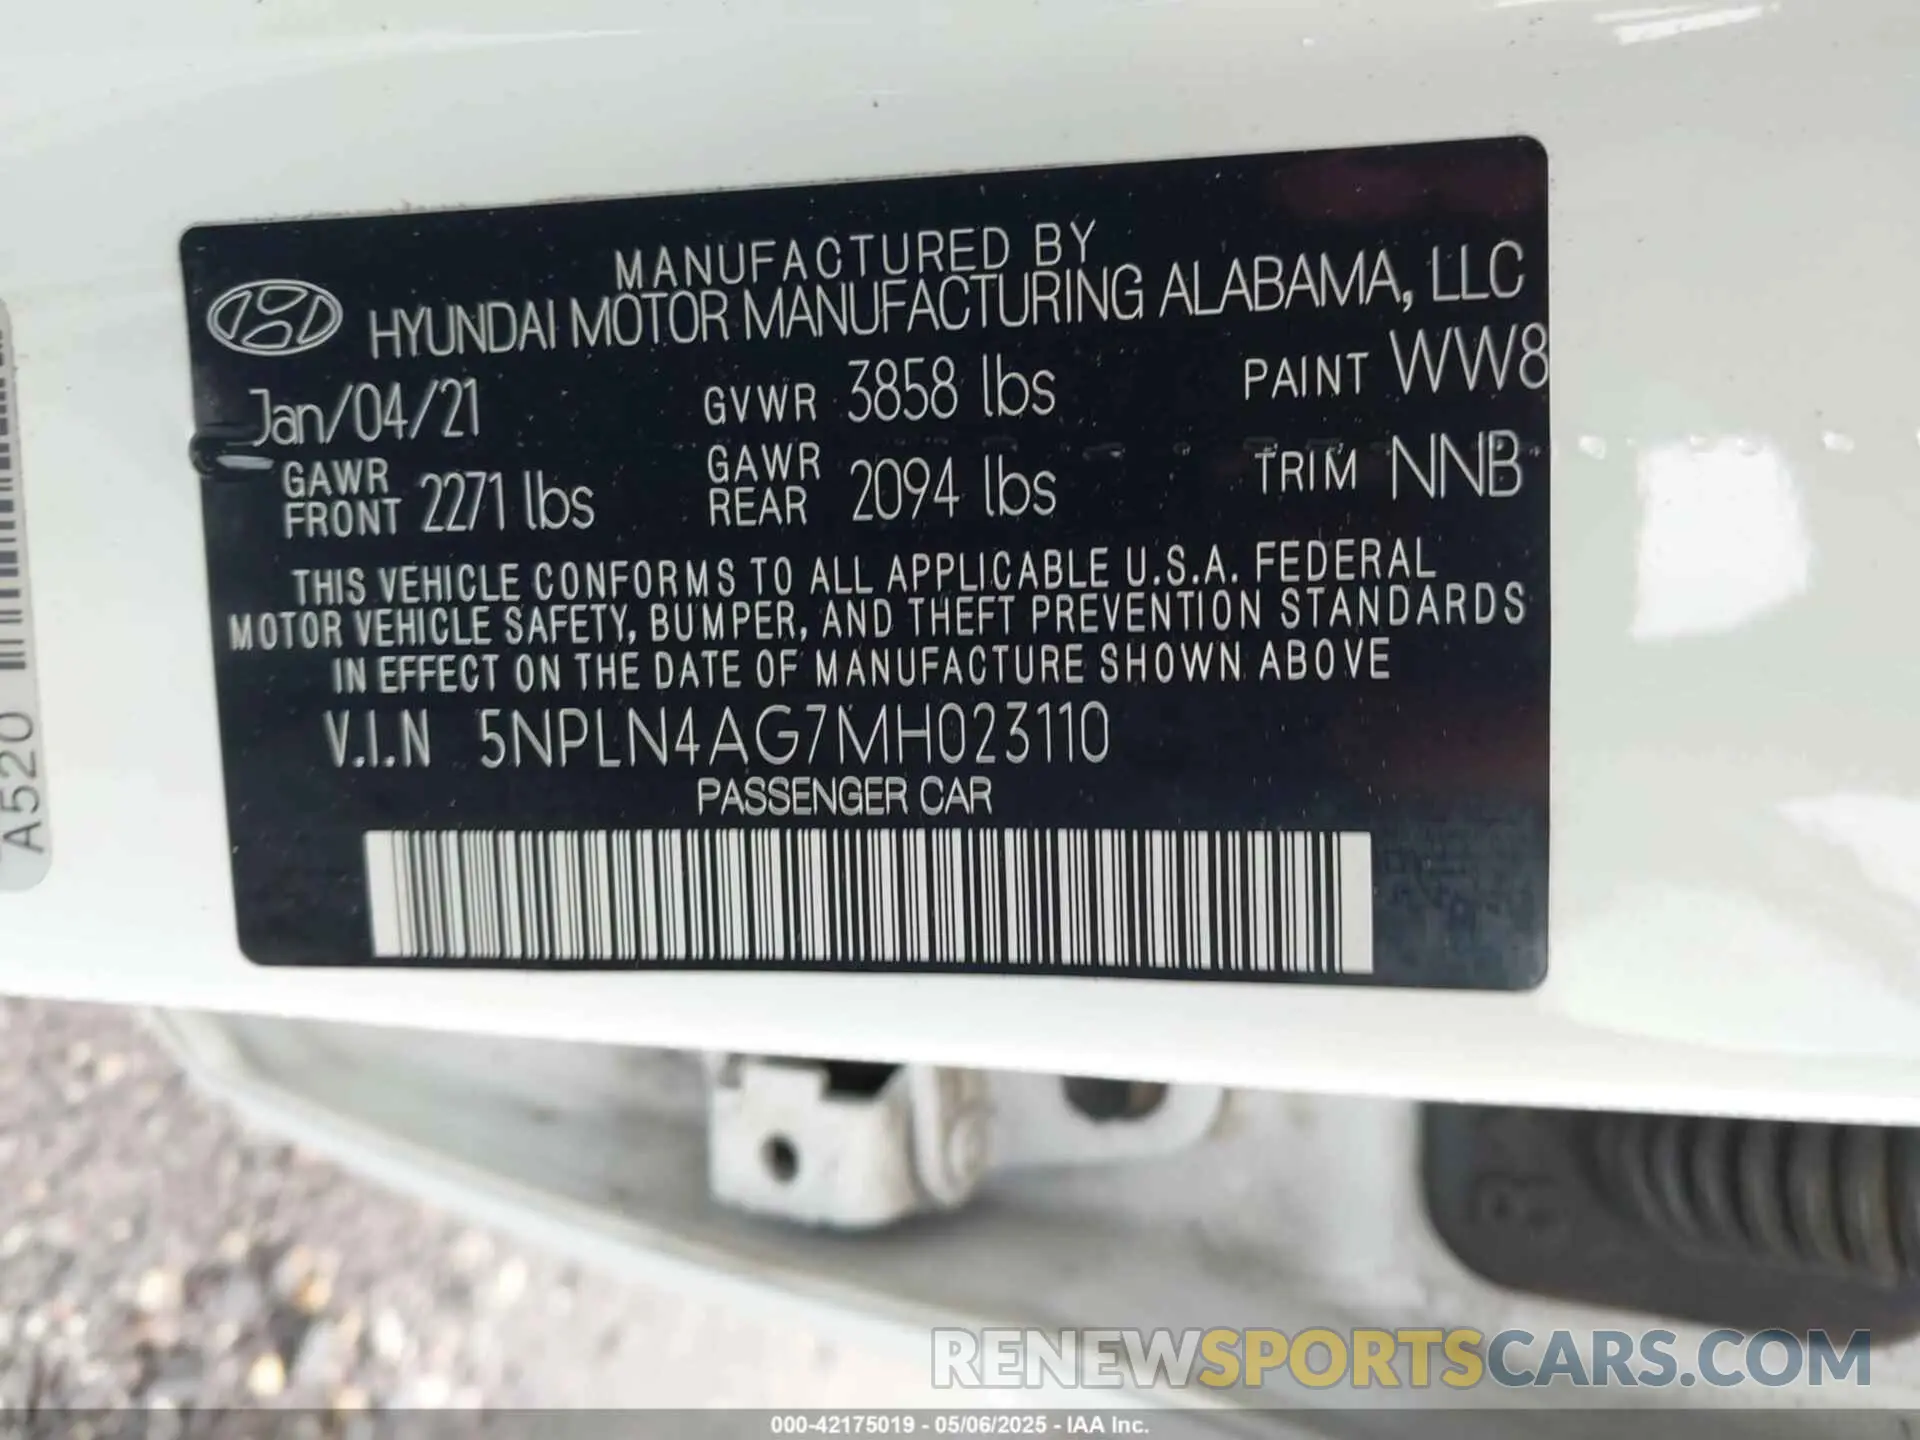 MANUFACTURED BY
HYUNDAI MOTOR MANUFACTURING ALABAMA, LLC
Jan/04/21 GVWR 3858 lbs PAINT WW8
GAWR FRONT 2271 lbs GAWR REAR 2094 lbs TRIM NNB
THIS VEHICLE CONFORMS TO ALL APPLICABLE U.S.A. FEDERAL
MOTOR VEHICLE SAFETY, BUMPER, AND THEFT PREVENTION STANDARDS
IN EFFECT ON THE DATE OF MANUFACTURE SHOWN ABOVE
V.I.N 5NPLN4AG7MH023110
PASSENGER CAR
A520
RENEWSPORTSCARS.COM
000-42175019 - 05/06/2025 - IAA Inc.